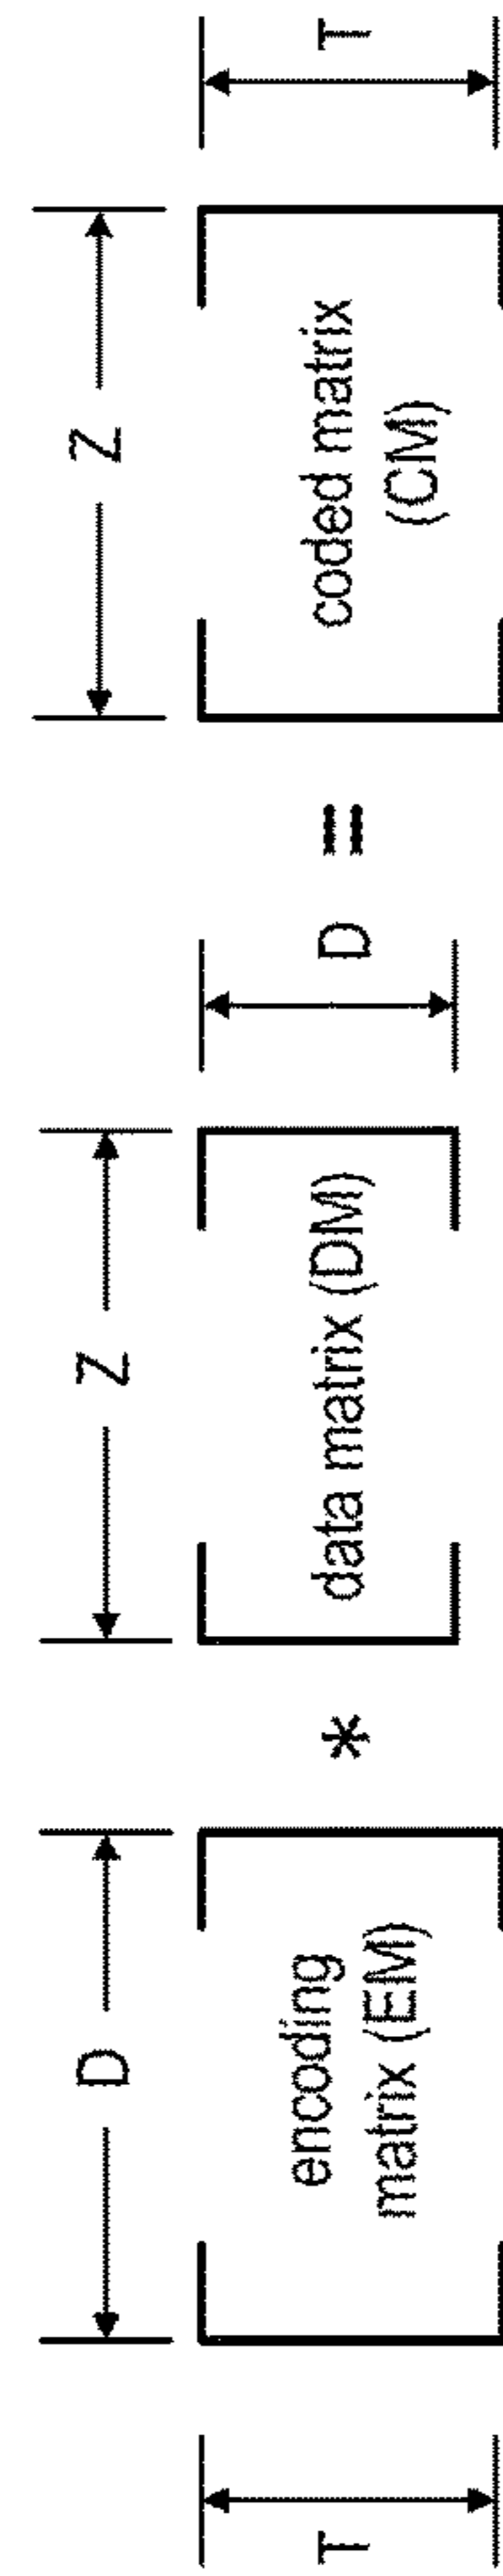 D
T
encoding
matrix (EM)
*
Z
data matrix (DM)
D
=
Z
coded matrix
(CM)
T